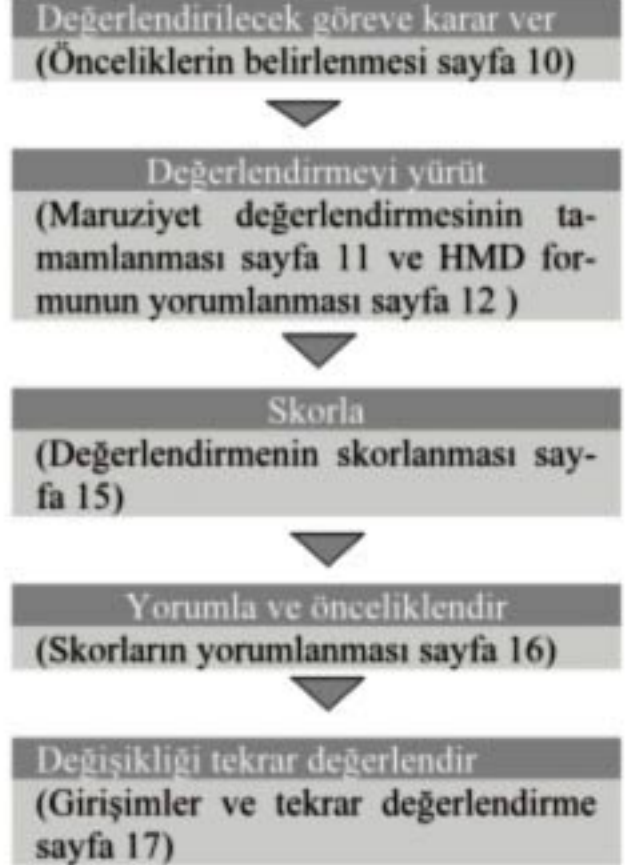 Değerlendirilecek göreve karar ver
(Önceliklerin belirlenmesi sayfa 10)
Değerlendirmeyi yürüt
(Maruziyet değerlendirmesinin ta-
mamlanması sayfa 11 ve HMD for-
munun yorumlanması sayfa 12 )
Skorla
(Değerlendirmenin skorlanması say-
fa 15)
Yorumla ve önceliklendir
(Skorların yorumlanması sayfa 16)
Değişikliği tekrar değerlendir
(Girişimler ve tekrar değerlendirme
sayfa 17)